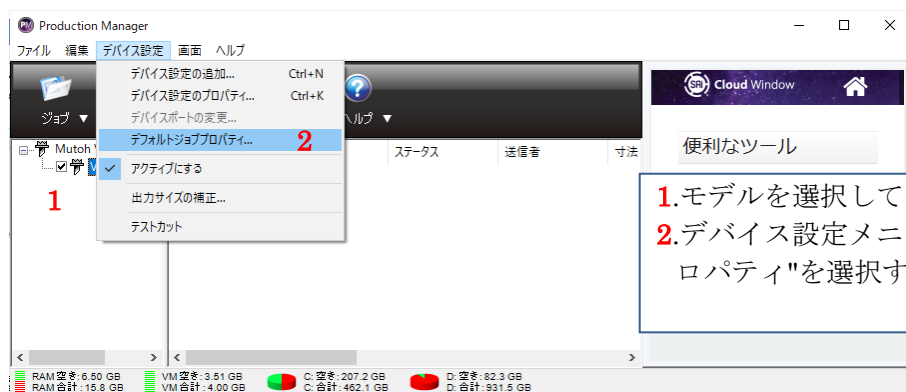 Production Manager
ファイル 編集 デバイス設定 画面 ヘルプ
デバイス設定の追加... Ctrl+N
デバイス設定のプロパティ... Ctrl+K
デバイスポートの変更...
デフォルトジョブプロパティ... 2
アクティブにする
出力サイズの補正...
テストカット
ジョブ ▼
ヘルプ ▼
Mutoh
1
ステータス 送信者 寸法
SAi Cloud Window
便利なツール
1.モデルを選択して
2.デバイス設定メニ
ロパティ"を選択す
RAM空き:6.50 GB VM空き:3.51 GB C:空き:207.2 GB D:空き:82.3 GB
RAM合計:15.8 GB VM合計:4.00 GB C:合計:462.1 GB D:合計:931.5 GB